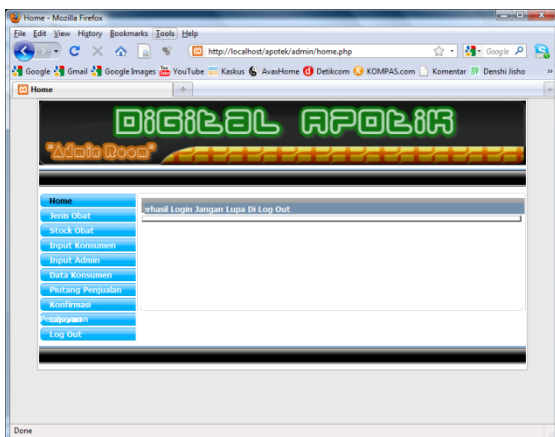 Home - Mozilla Firefox
File Edit View History Bookmarks Tools Help
http://localhost/apotek/admin/home.php Google
Google Gmail Google Images YouTube Kaskus AvaxHome Detikcom KOMPAS.com Komentar Denshi Jisho »
Home
DIGITAL APOTIK
"Admin Room"
Home
erhasil Login Jangan Lupa Di Log Out
Jenis Obat
Stock Obat
Input Konsumen
Input Admin
Data Konsumen
Piutang Penjualan
Konfirmasi
Log Out
Done